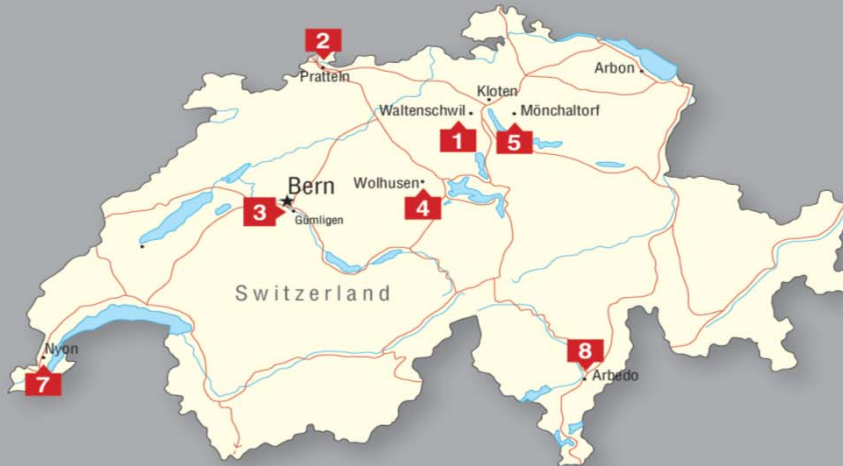 2
Pratteln
Arbon
Kloten
Waltenschwil
Mönchaltorf
1
5
Bern
Wolhusen
3
Gümligen
4
Switzerland
Nyon
7
8
Arbedo